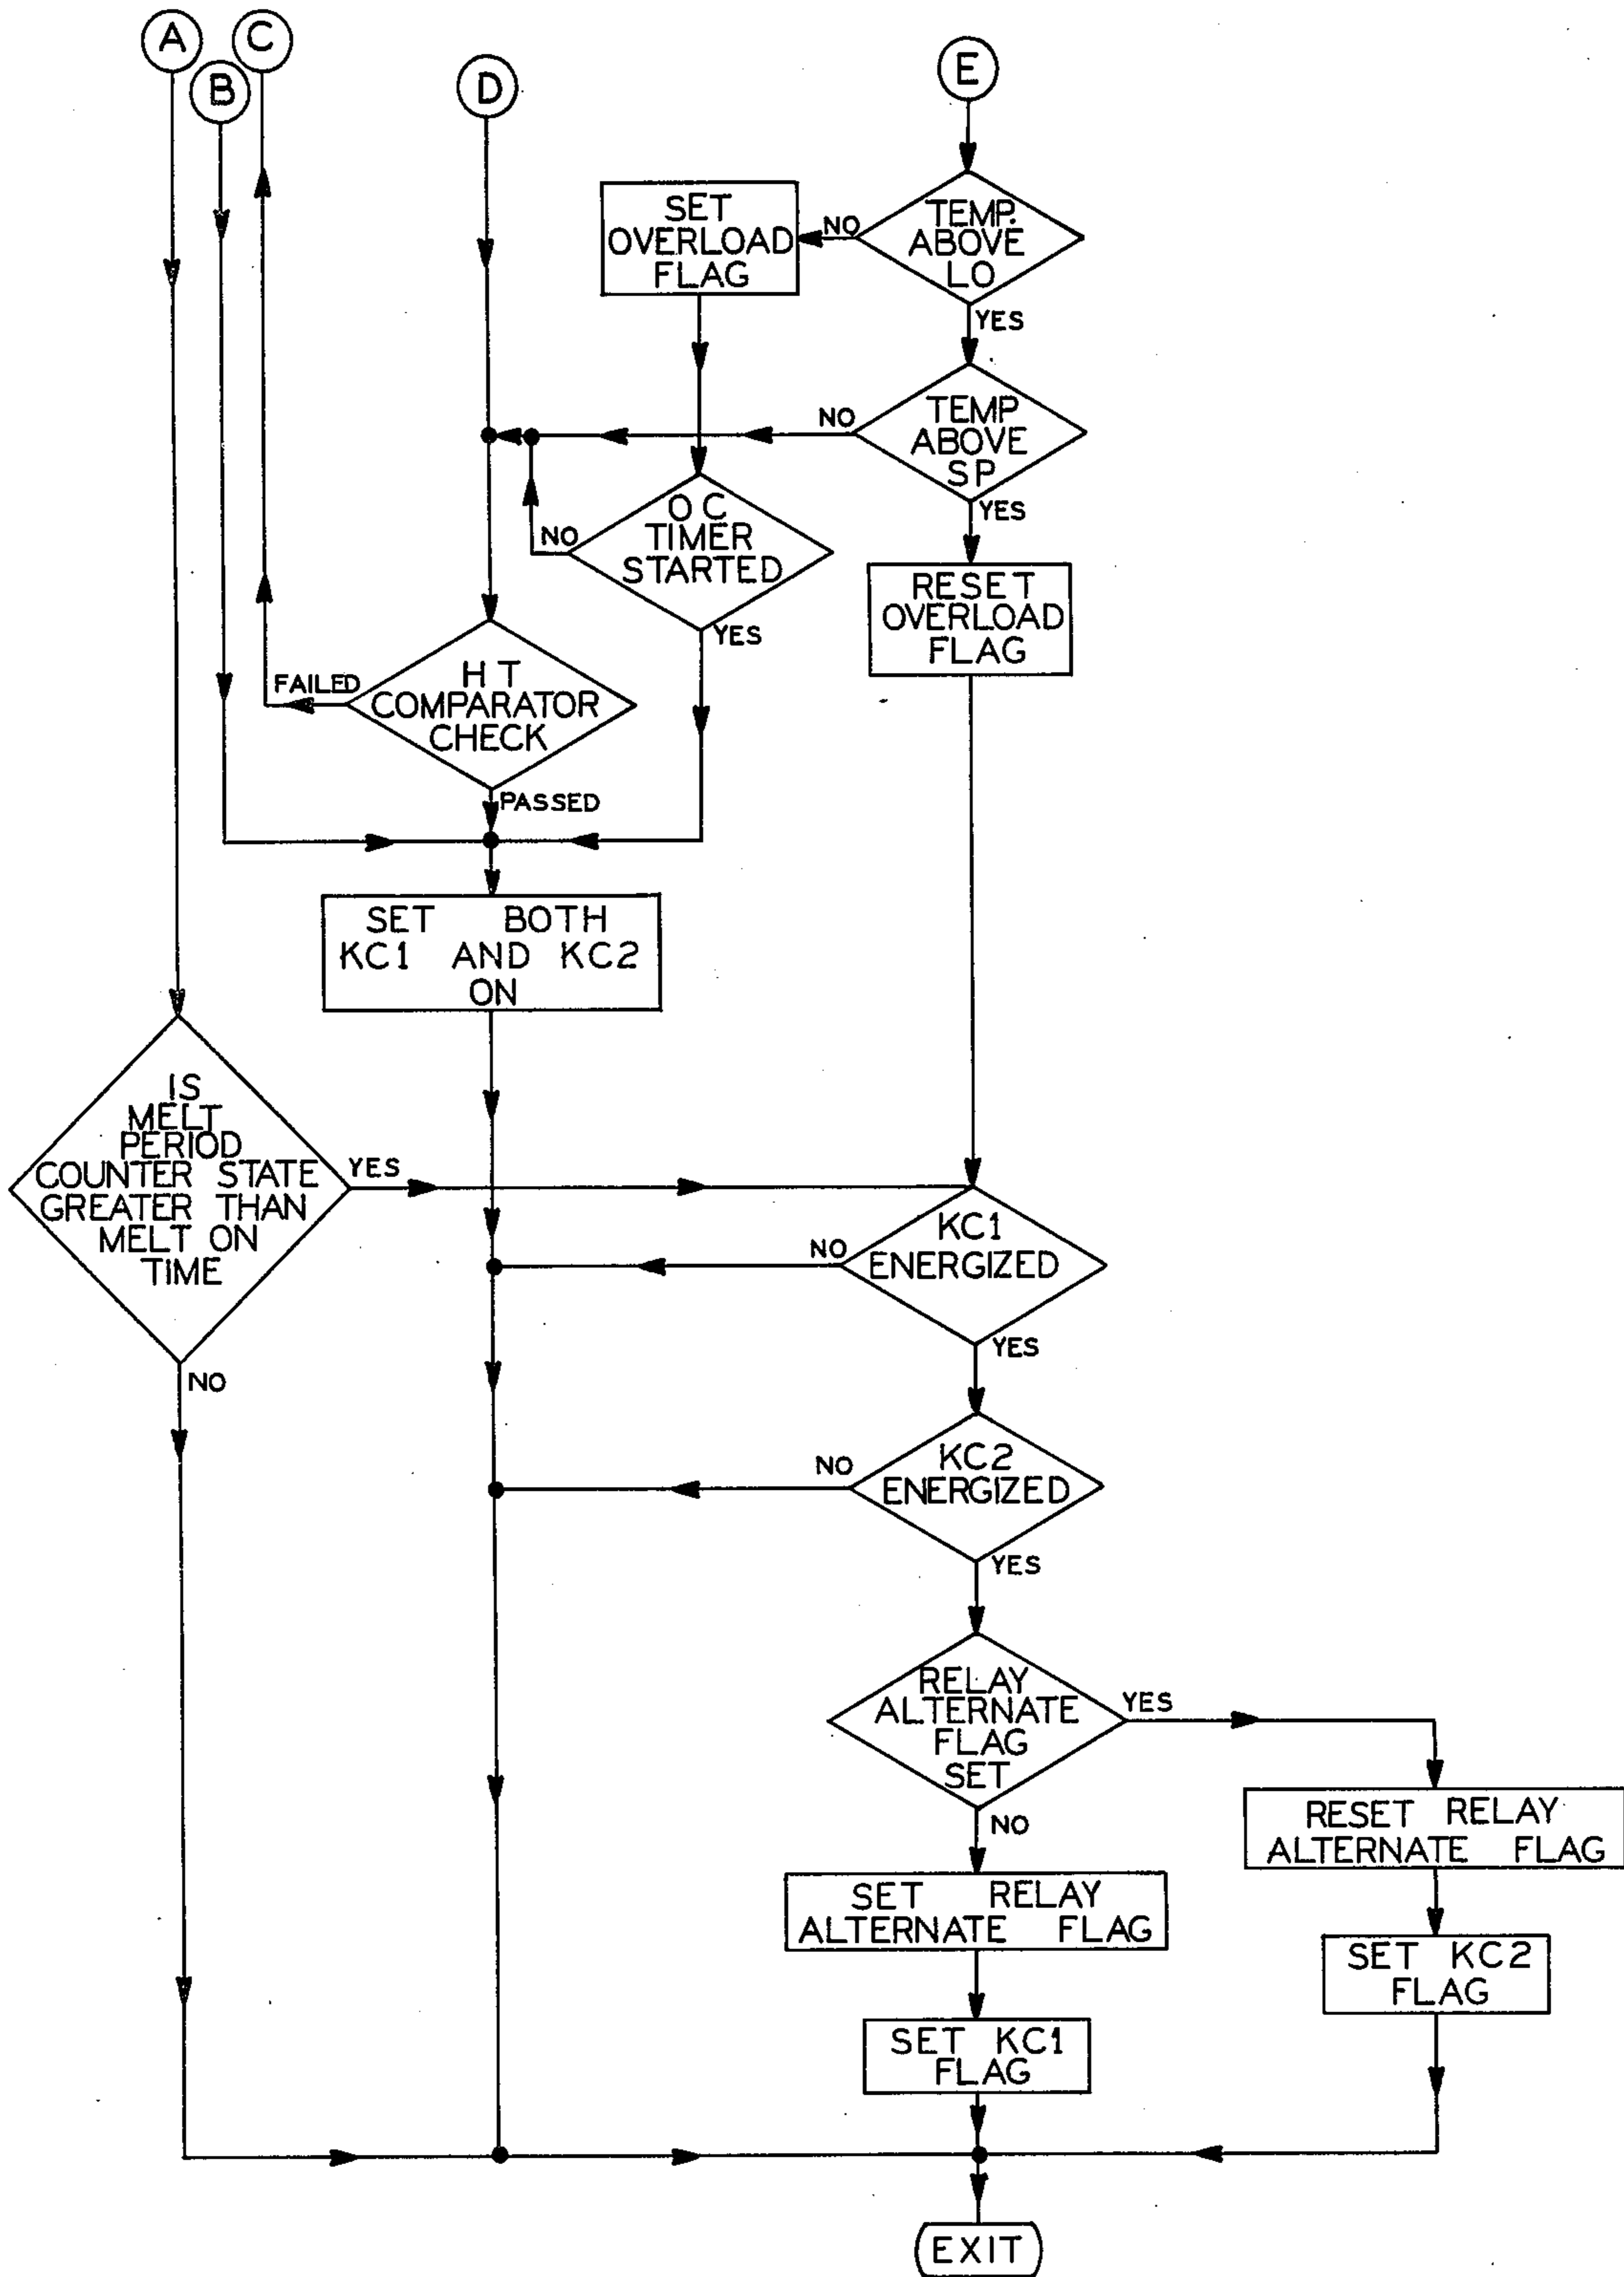 A
C
B
D
E
TEMP.
ABOVE
LO
NO
YES
SET
OVERLOAD
FLAG
TEMP
ABOVE
SP
NO
YES
OC
TIMER
STARTED
NO
YES
RESET
OVERLOAD
FLAG
HT
COMPARATOR
CHECK
FAILED
PASSED
SET BOTH
KC1 AND KC2
ON
IS
MELT
PERIOD
COUNTER STATE
GREATER THAN
MELT ON
TIME
YES
NO
KC1
ENERGIZED
NO
YES
KC2
ENERGIZED
NO
YES
RELAY
ALTERNATE
FLAG
SET
YES
NO
RESET RELAY
ALTERNATE FLAG
SET RELAY
ALTERNATE FLAG
SET KC2
FLAG
SET KC1
FLAG
EXIT